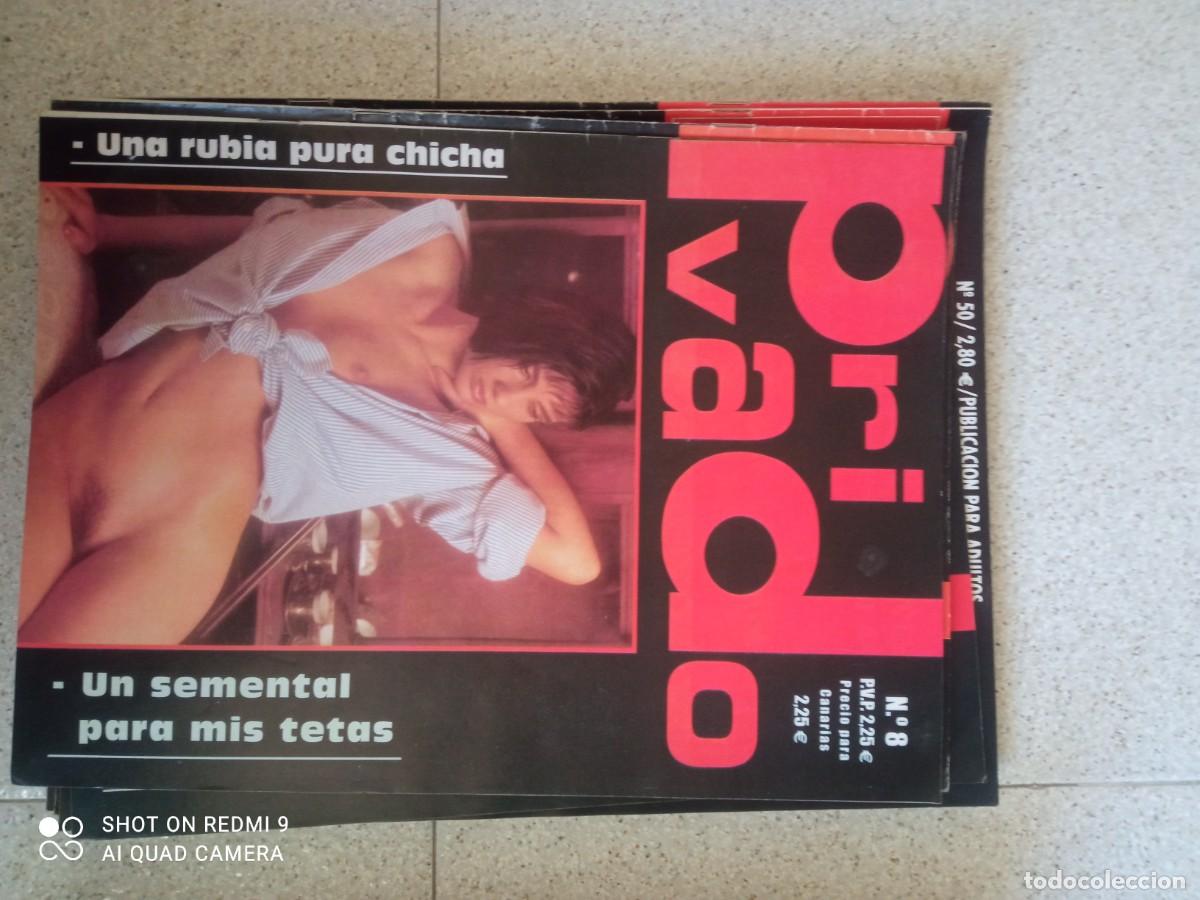 - Una rubia pura chicha
pri
vado
Nº 50/2,80 €/PUBLICACION PARA ADULTOS
N.º 8
P.V.P. 2,25 €
Precio para
Canarias
2,25 €
- Un semental
para mis tetas
SHOT ON REDMI 9
AI QUAD CAMERA
todocoleccion